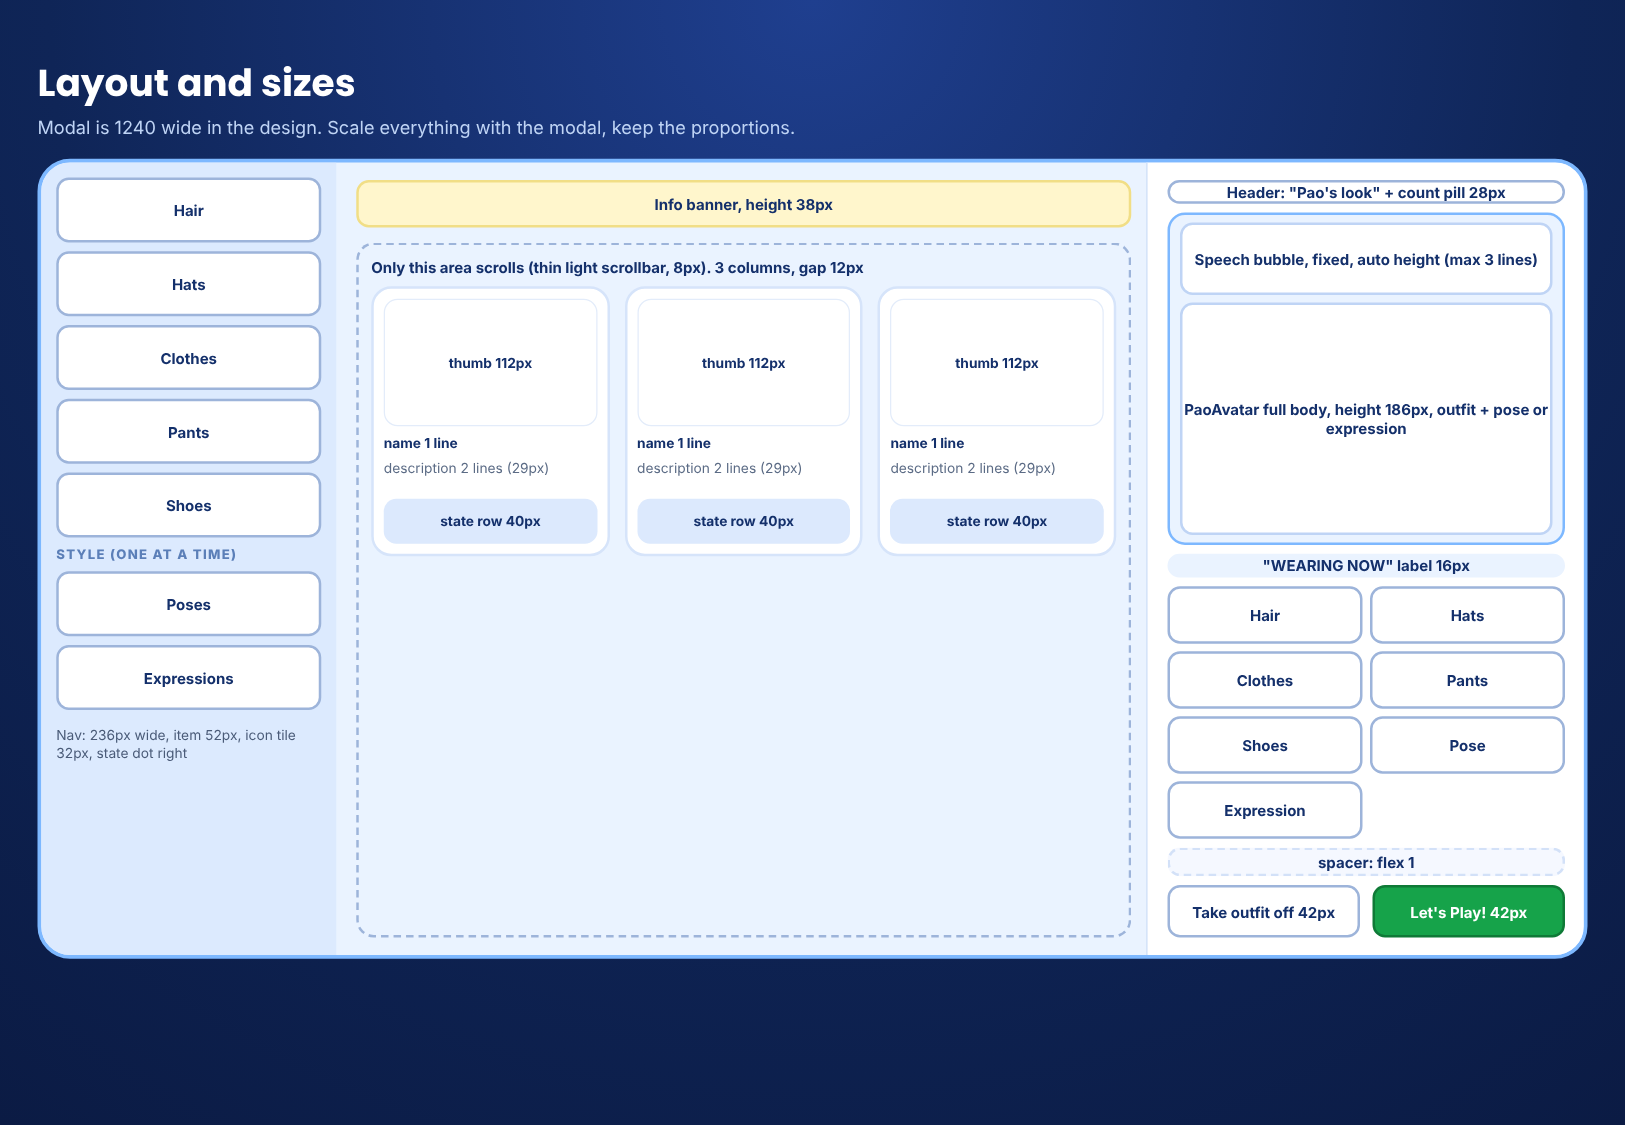 Layout and sizes
Modal is 1240 wide in the design. Scale everything with the modal, keep the proportions.
Hair
Hats
Clothes
Pants
Shoes
STYLE (ONE AT A TIME)
Poses
Expressions
Nav: 236px wide, item 52px, icon tile
32px, state dot right
Info banner, height 38px
Only this area scrolls (thin light scrollbar, 8px). 3 columns, gap 12px
thumb 112px
name 1 line
description 2 lines (29px)
state row 40px
thumb 112px
name 1 line
description 2 lines (29px)
state row 40px
thumb 112px
name 1 line
description 2 lines (29px)
state row 40px
Header: "Pao's look" + count pill 28px
Speech bubble, fixed, auto height (max 3 lines)
PaoAvatar full body, height 186px, outfit + pose or
expression
"WEARING NOW" label 16px
Hair
Hats
Clothes
Pants
Shoes
Pose
Expression
spacer: flex 1
Take outfit off 42px
Let's Play! 42px